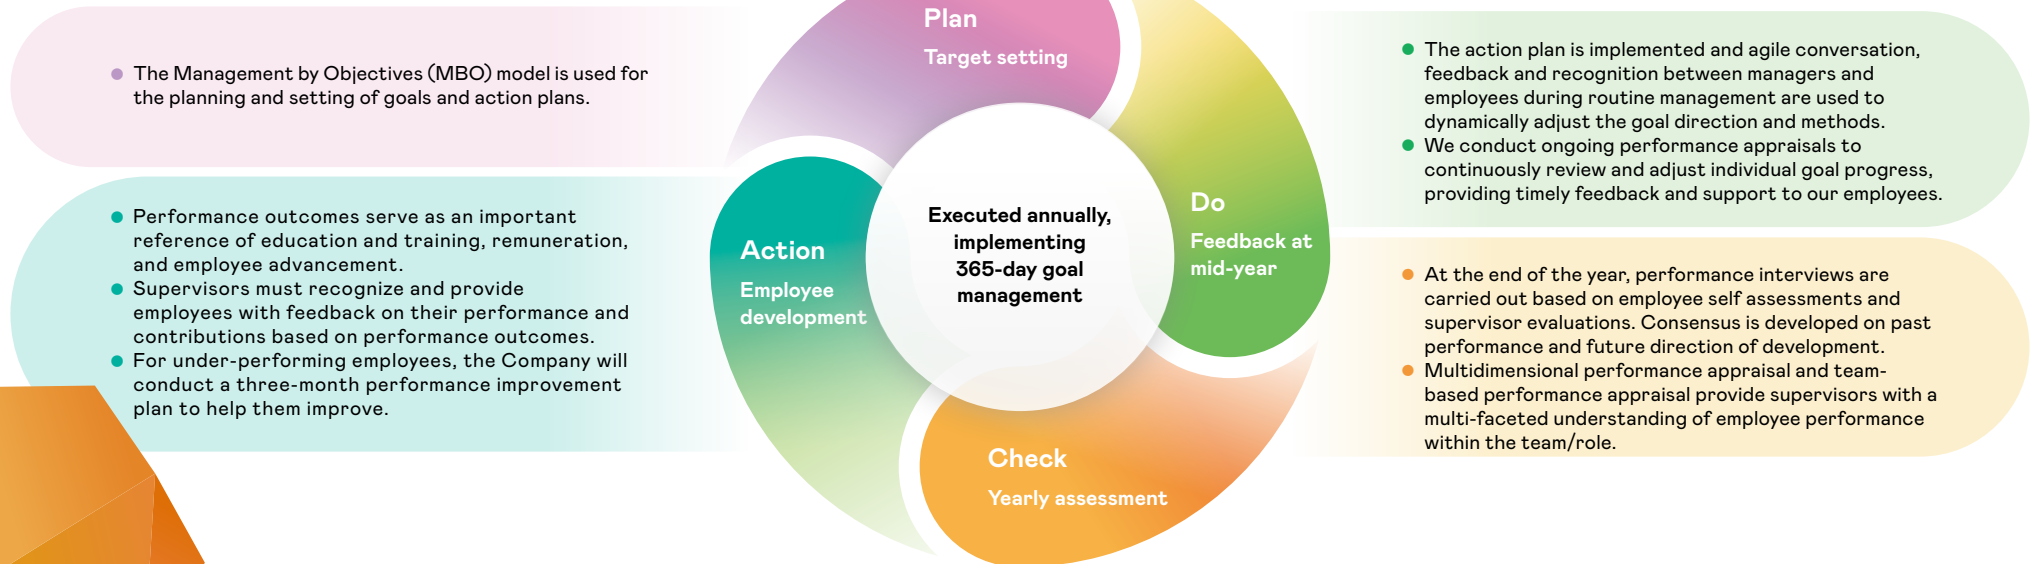 Plan
Target setting
The Management by Objectives (MBO) model is used for
the planning and setting of goals and action plans.
The action plan is implemented and agile conversation,
feedback and recognition between managers and
employees during routine management are used to
dynamically adjust the goal direction and methods.
We conduct ongoing performance appraisals to
continuously review and adjust individual goal progress,
providing timely feedback and support to our employees.
Do
Feedback at
mid-year
Executed annually,
implementing
365-day goal
management
Action
Employee
development
Performance outcomes serve as an important
reference of education and training, remuneration,
and employee advancement.
Supervisors must recognize and provide
employees with feedback on their performance and
contributions based on performance outcomes.
For under-performing employees, the Company will
conduct a three-month performance improvement
plan to help them improve.
At the end of the year, performance interviews are
carried out based on employee self assessments and
supervisor evaluations. Consensus is developed on past
performance and future direction of development.
Multidimensional performance appraisal and team-
based performance appraisal provide supervisors with a
multi-faceted understanding of employee performance
within the team/role.
Check
Yearly assessment